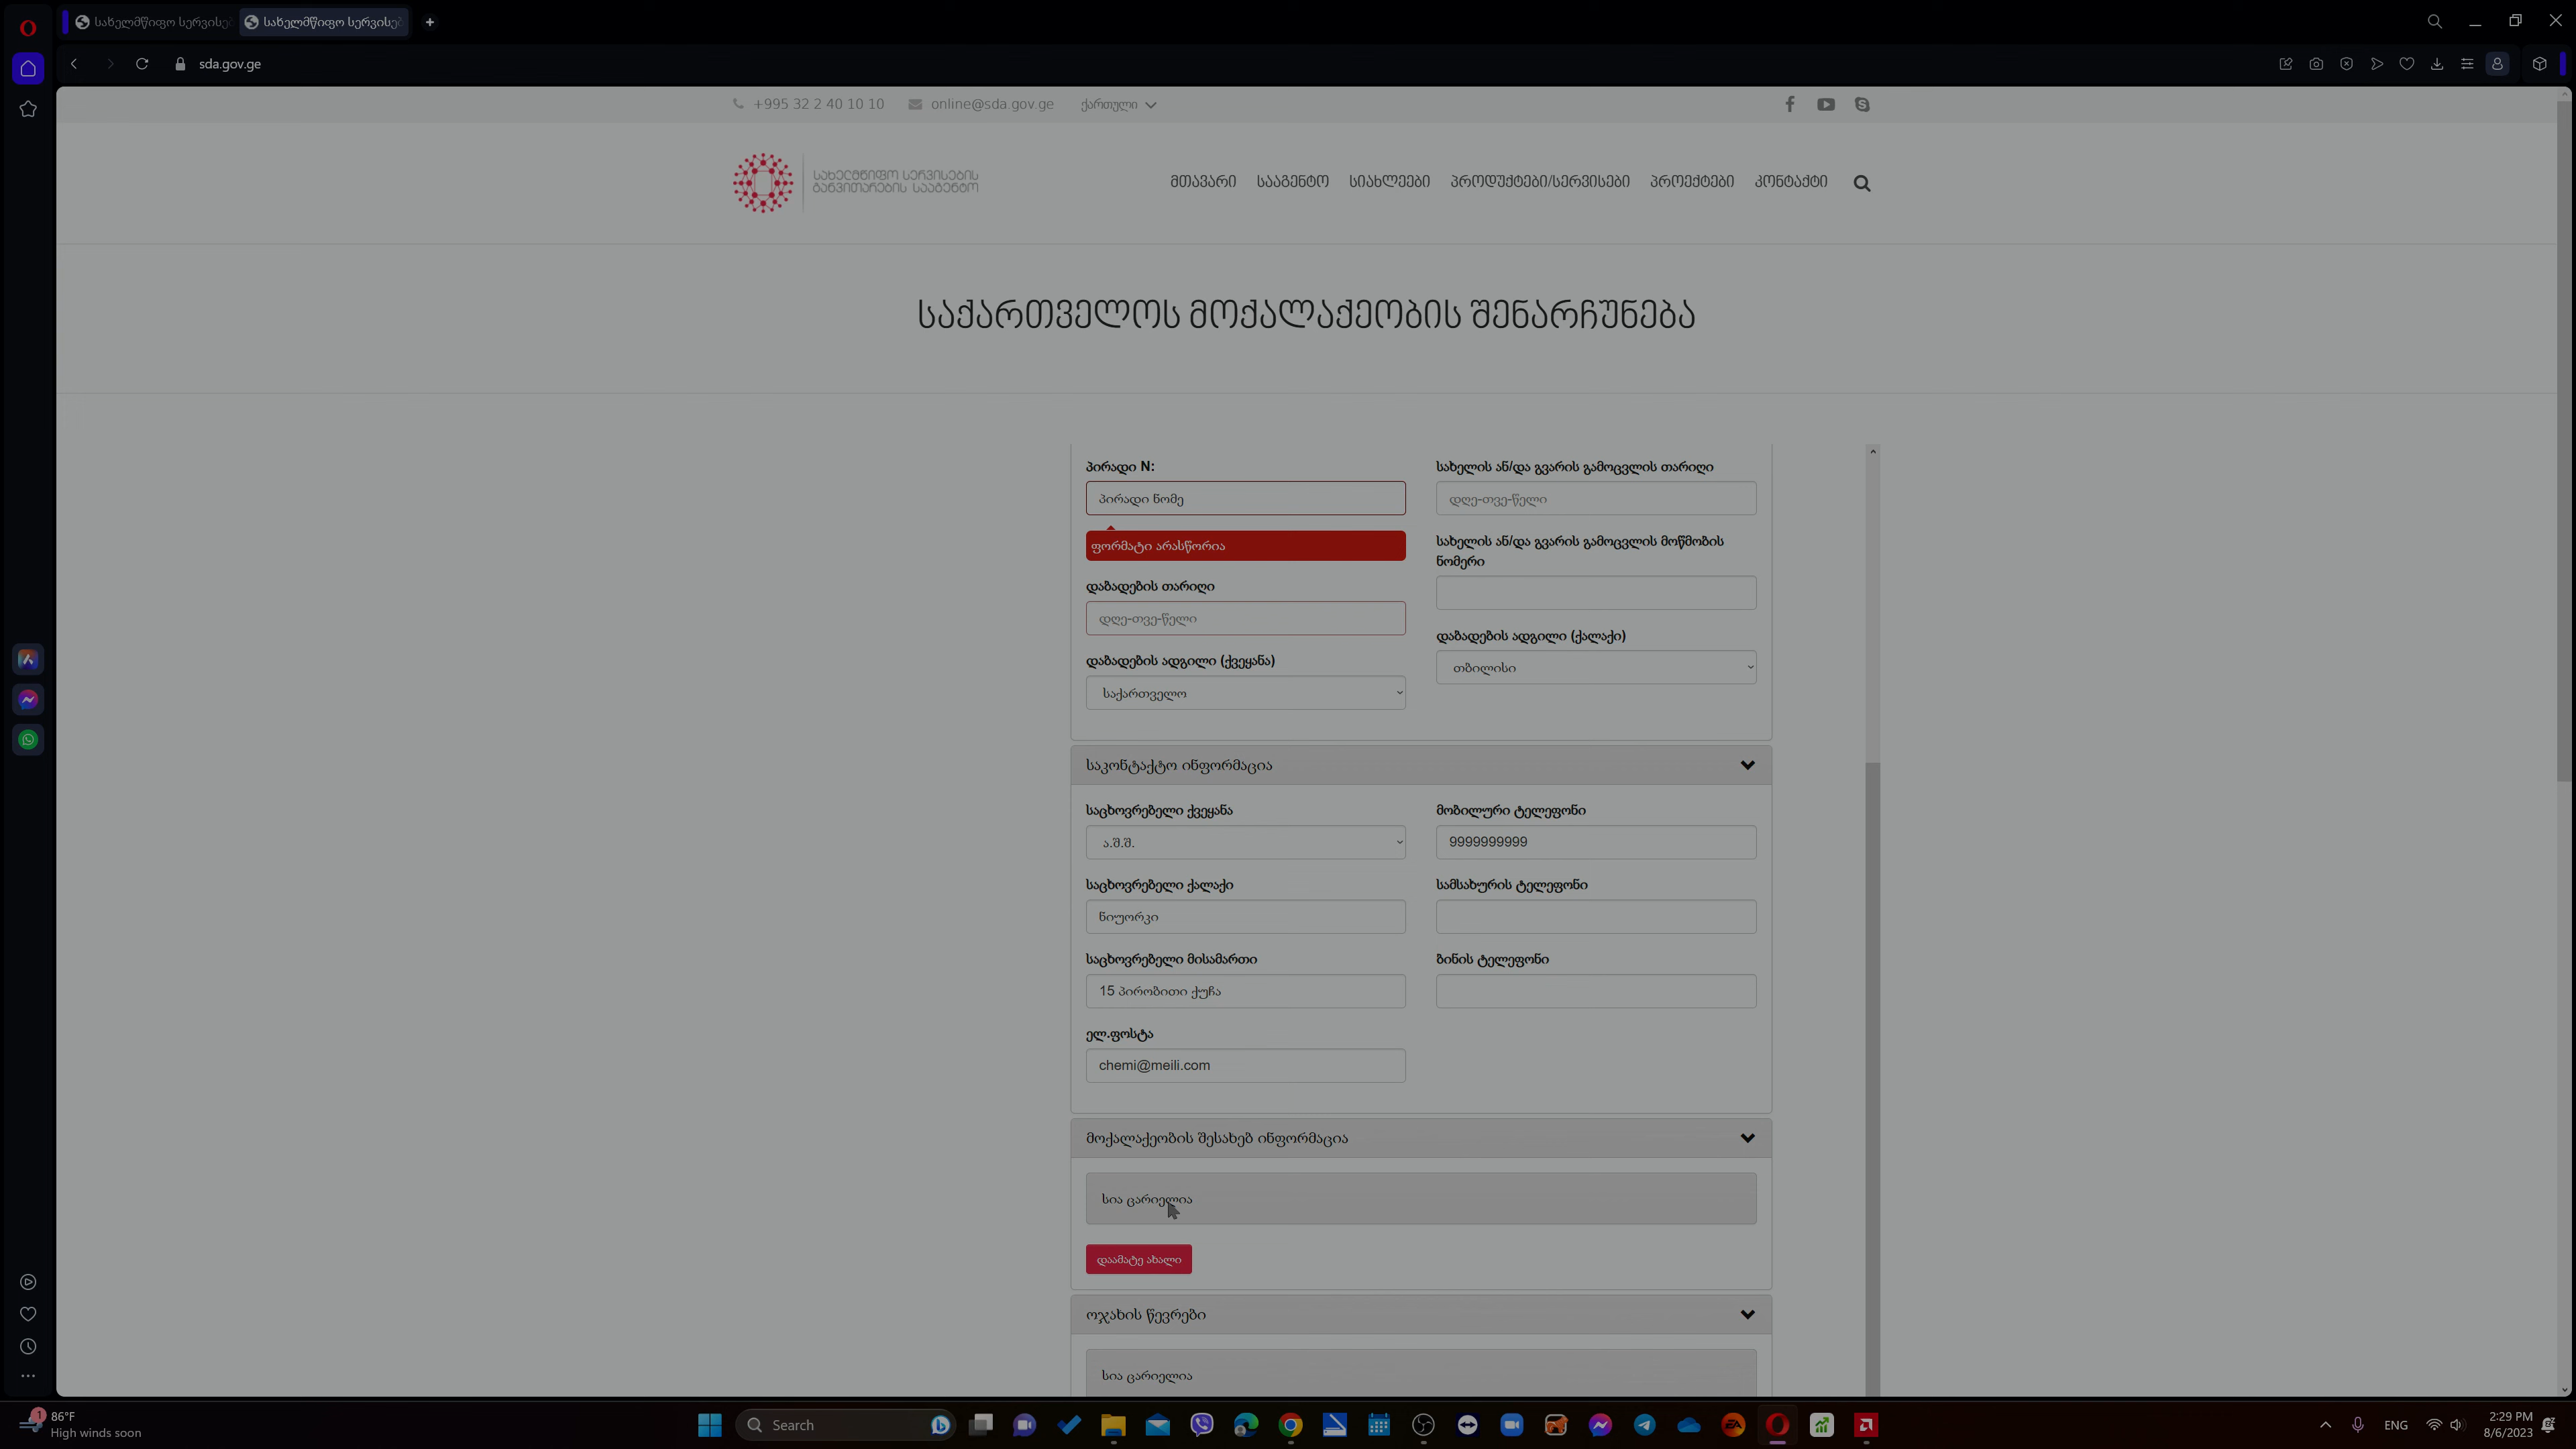 სახელმწიფო სერვისებ
სახელმწიფო სერვისებ
sda.gov.ge
+995 32 2 40 10 10
online@sda.gov.ge
ქართული
სახელმწიფო სერვისების
განვითარების სააგენტო
მთავარი
სააგენტო
სიახლეები
პროდუქტები/სერვისები
პროექტები
კონტაქტი
საქართველოს მოქალაქეობის შენარჩუნება
პირადი N:
სახელის ან/და გვარის გამოცვლის თარიღი
პირადი ნომე
დღე-თვე-წელი
ფორმატი არასწორია
სახელის ან/და გვარის გამოცვლის მოწმობის
ნომერი
დაბადების თარიღი
დღე-თვე-წელი
დაბადების ადგილი (ქალაქი)
თბილისი
დაბადების ადგილი (ქვეყანა)
საქართველო
საკონტაქტო ინფორმაცია
საცხოვრებელი ქვეყანა
მობილური ტელეფონი
ა.შ.შ.
9999999999
საცხოვრებელი ქალაქი
სამსახურის ტელეფონი
ნიუორკი
საცხოვრებელი მისამართი
ბინის ტელეფონი
15 პირობითი ქუჩა
ელ.ფოსტა
chemi@meili.com
მოქალაქეობის შესახებ ინფორმაცია
სია ცარიელია
დაამატე ახალი
ოჯახის წევრები
სია ცარიელია
1
86°F
High winds soon
Search
EA
ENG
2:29 PM
8/6/2023